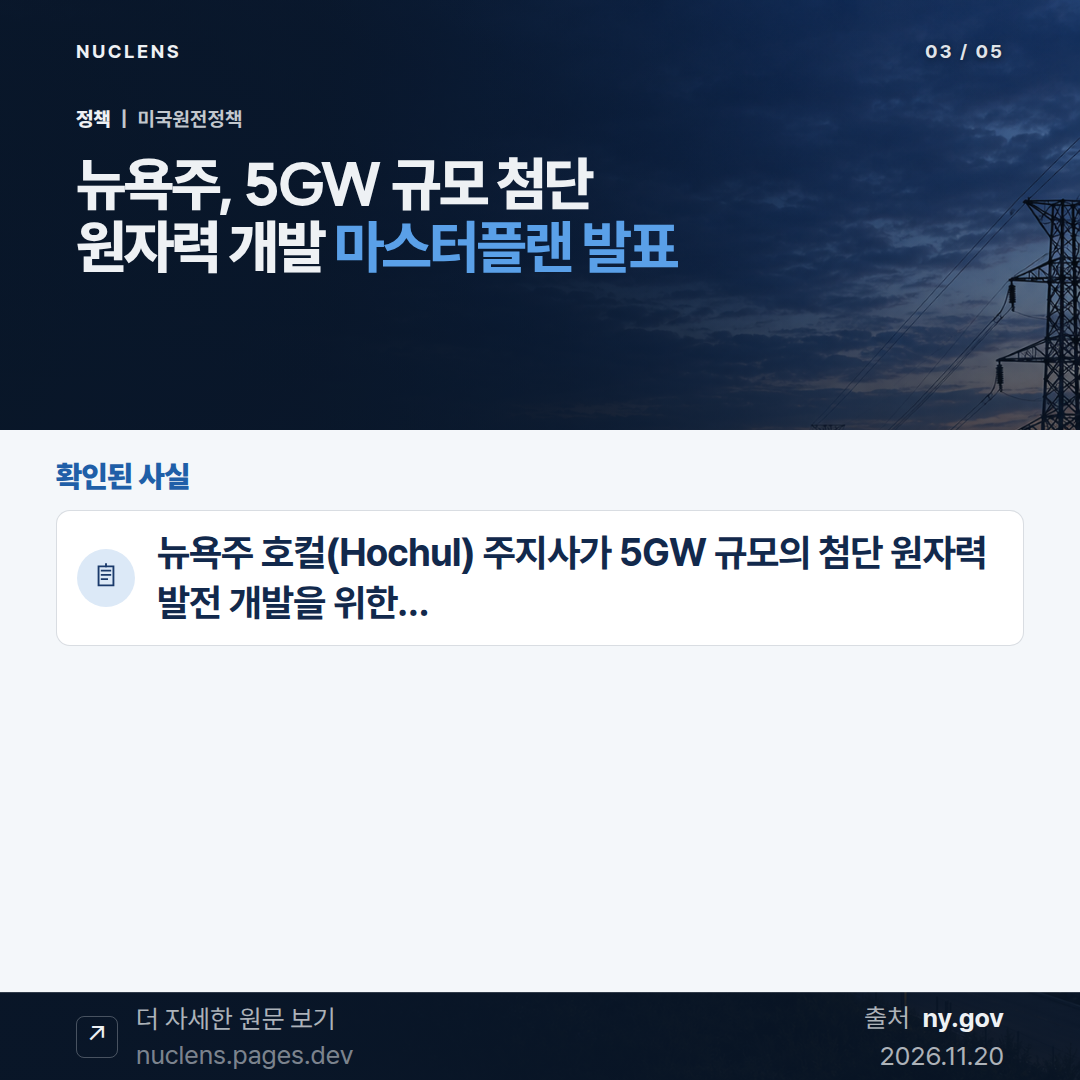 NUCLENS
03 / 05
정책 | 미국원전정책
뉴욕주, 5GW 규모 첨단
원자력 개발 마스터플랜 발표
확인된 사실
뉴욕주 호컬(Hochul) 주지사가 5GW 규모의 첨단 원자력
발전 개발을 위한...
더 자세한 원문 보기
nuclens.pages.dev
출처 ny.gov
2026.11.20